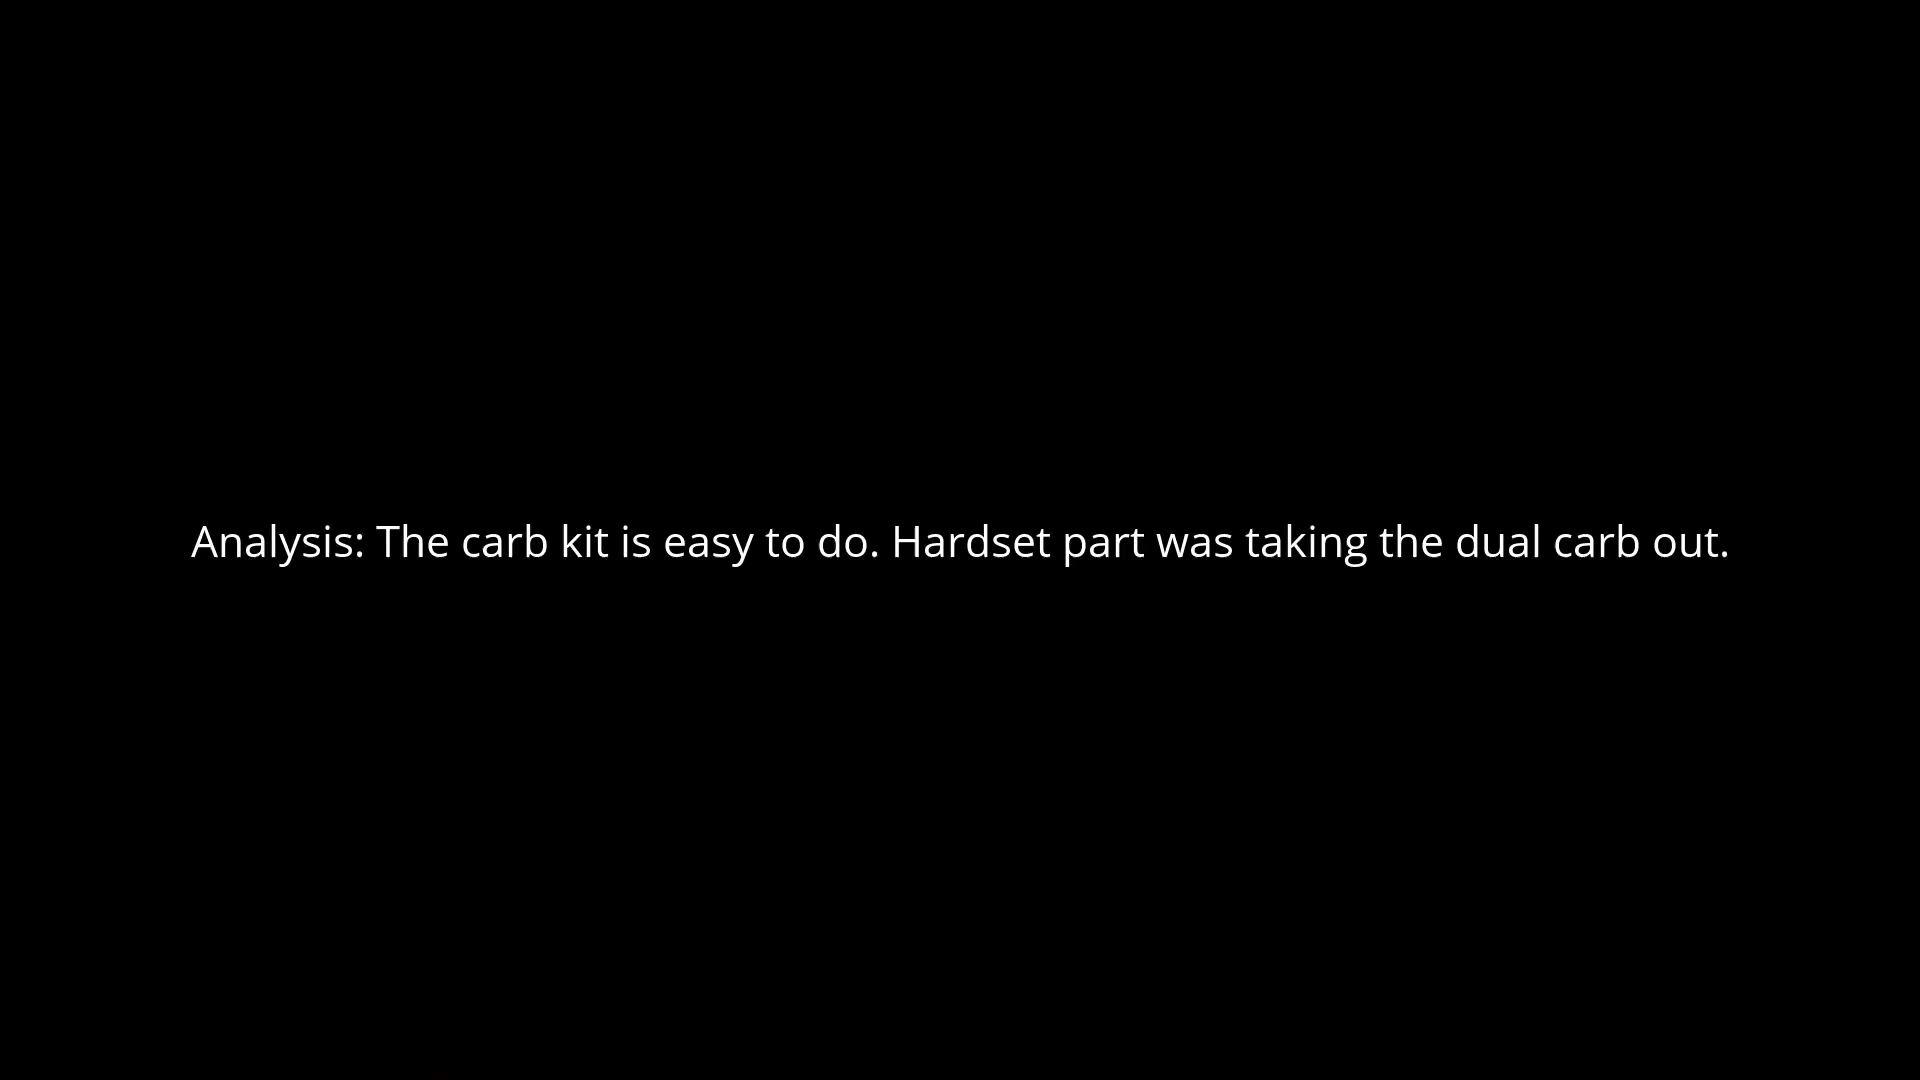 Analysis: The carb kit is easy to do. Hardset part was taking the dual carb out.